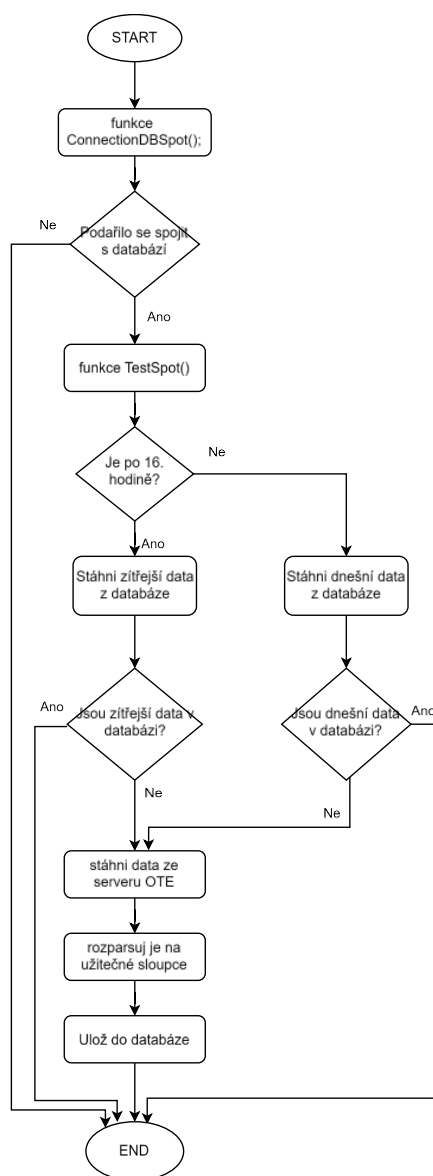 START
funkce
ConnectionDBSpot();
Ne
Podařilo se spojit
s databází
Ano
funkce TestSpot()
Je po 16.
hodině?
Ne
Ano
Stáhni zítřejší data
z databáze
Stáhni dnešní data
z databáze
Ano
Jsou zítřejší data v
databázi?
Jsou dnešní data
v databázi?
Ano
Ne
Ne
stáhni data ze
serveru OTE
rozparsuj je na
užitečné sloupce
Ulož do databáze
END